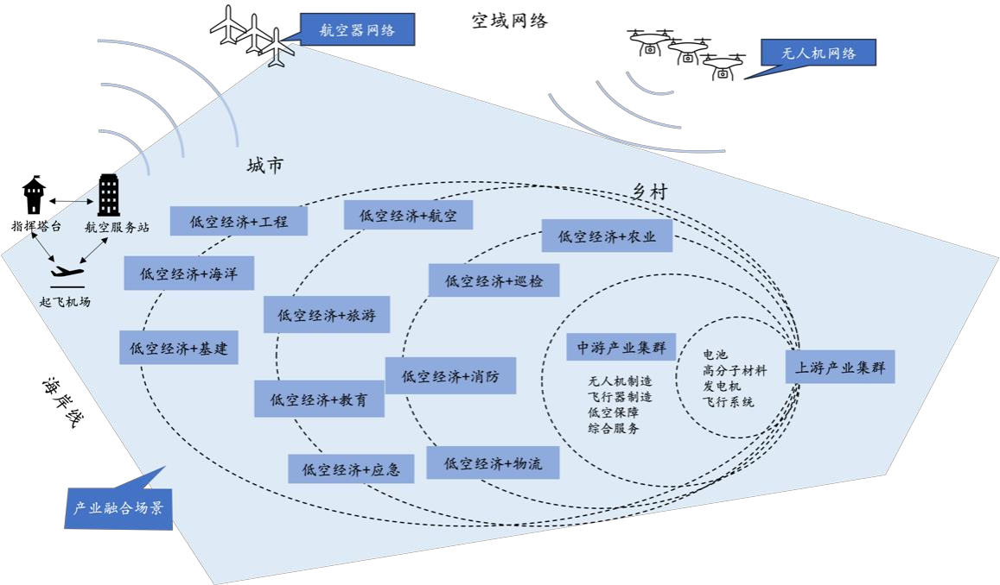 空域网络
航空器网络
无人机网络
城市
乡村
指挥塔台
航空服务站
起飞机场
低空经济+工程
低空经济+航空
低空经济+农业
低空经济+海洋
低空经济+巡检
低空经济+旅游
低空经济+基建
中游产业集群
无人机制造
飞行器制造
低空保障
综合服务
电池
高分子材料
发电机
飞行系统
上游产业集群
低空经济+消防
低空经济+教育
低空经济+应急
低空经济+物流
海岸线
产业融合场景